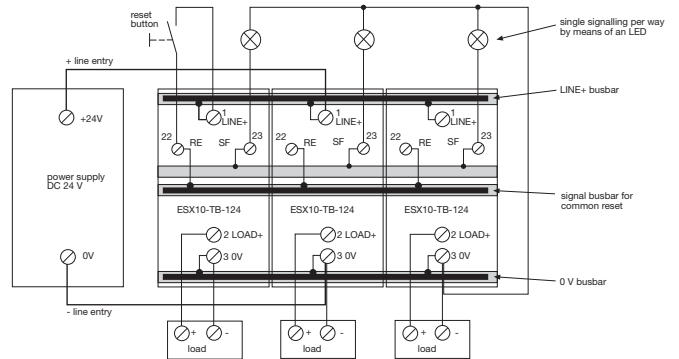 reset
button
single signalling per way
by means of an LED
+ line entry
LINE+ busbar
+24V
1
LINE+
1
LINE+
1
LINE+
22
RE
SF
23
22
RE
SF
23
22
RE
SF
23
power supply
DC 24 V
signal busbar for
common reset
ESX10-TB-124
ESX10-TB-124
ESX10-TB-124
2 LOAD+
2 LOAD+
2 LOAD+
0V
3 0V
3 0V
3 0V
0 V busbar
- line entry
+ -
load
+ -
load
+ -
load